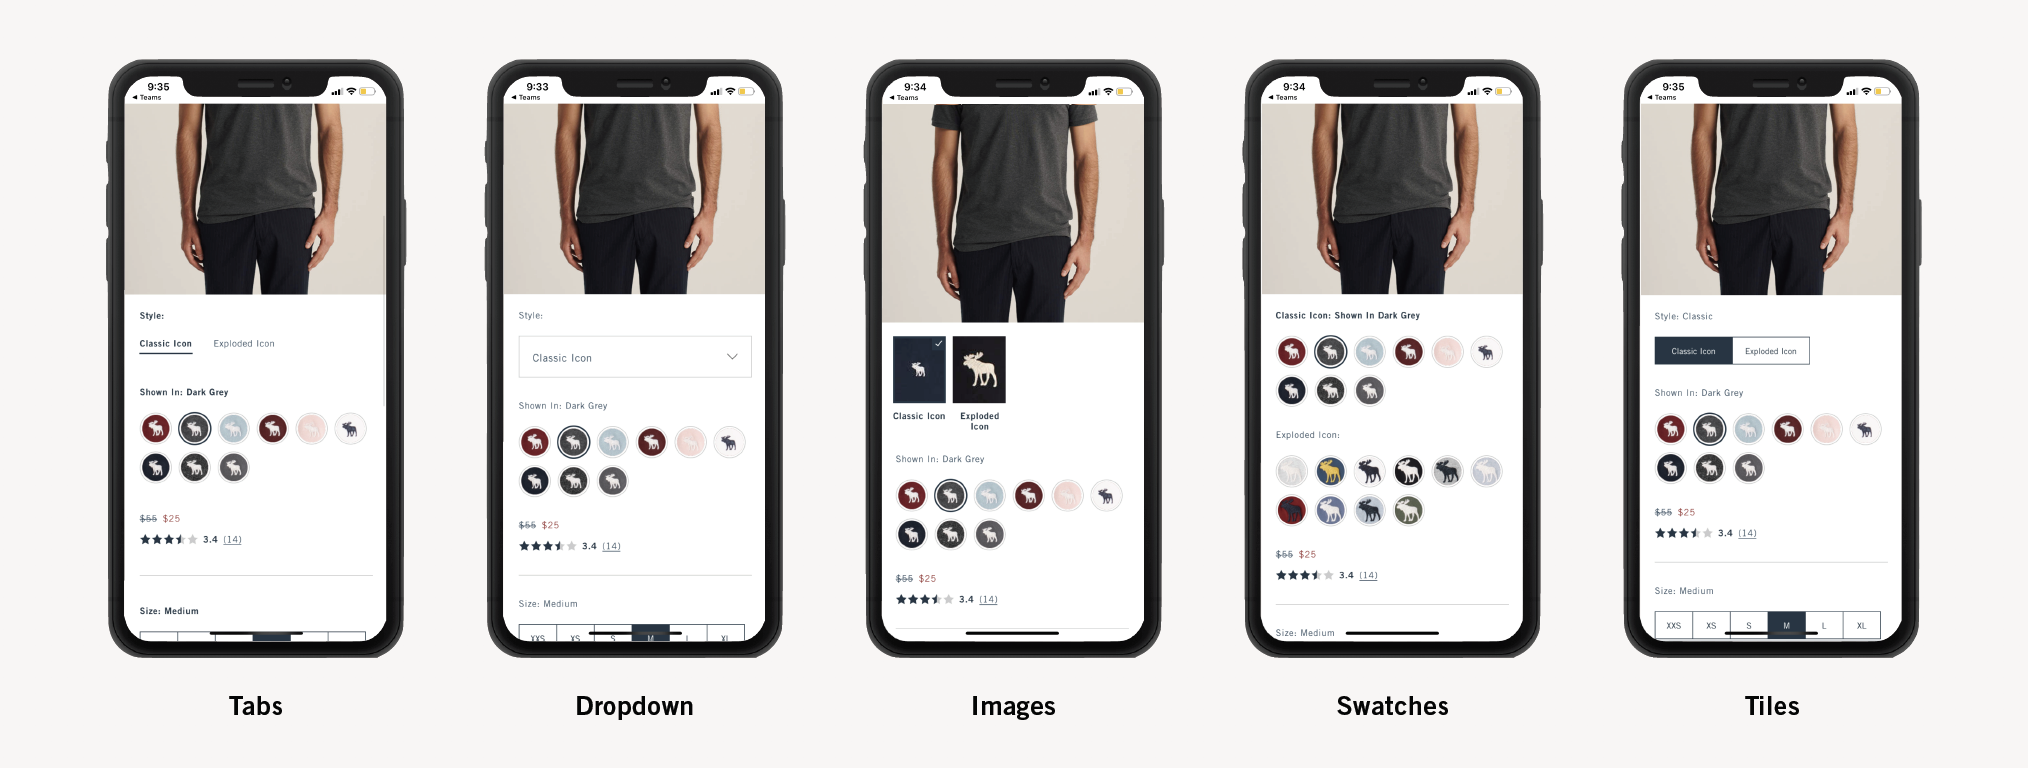 9:35
Teams
Style:
Classic Icon Exploded Icon
Shown In: Dark Grey
$55 $25
3.4 (14)
Size: Medium
Tabs
9:33
Teams
Style:
Classic Icon
Shown In: Dark Grey
$55 $25
3.4 (14)
Size: Medium
XXS XS S M L XL
Dropdown
9:34
Teams
Classic Icon Exploded
Icon
Shown In: Dark Grey
$55 $25
3.4 (14)
Images
9:34
Teams
Classic Icon: Shown In Dark Grey
Exploded Icon:
$55 $25
3.4 (14)
Size: Medium
Swatches
9:35
Teams
Style: Classic
Classic Icon Exploded Icon
Shown In: Dark Grey
$55 $25
3.4 (14)
Size: Medium
XXS XS S M L XL
Tiles